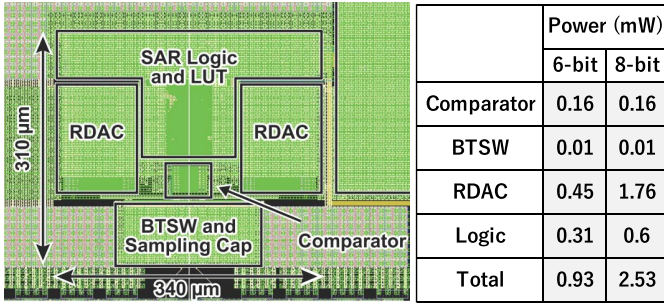 SAR Logic
and LUT
RDAC
RDAC
310 μm
BTSW and
Sampling Cap
Comparator
340 μm
Power (mW)
6-bit 8-bit
Comparator 0.16 0.16
BTSW 0.01 0.01
RDAC 0.45 1.76
Logic 0.31 0.6
Total 0.93 2.53